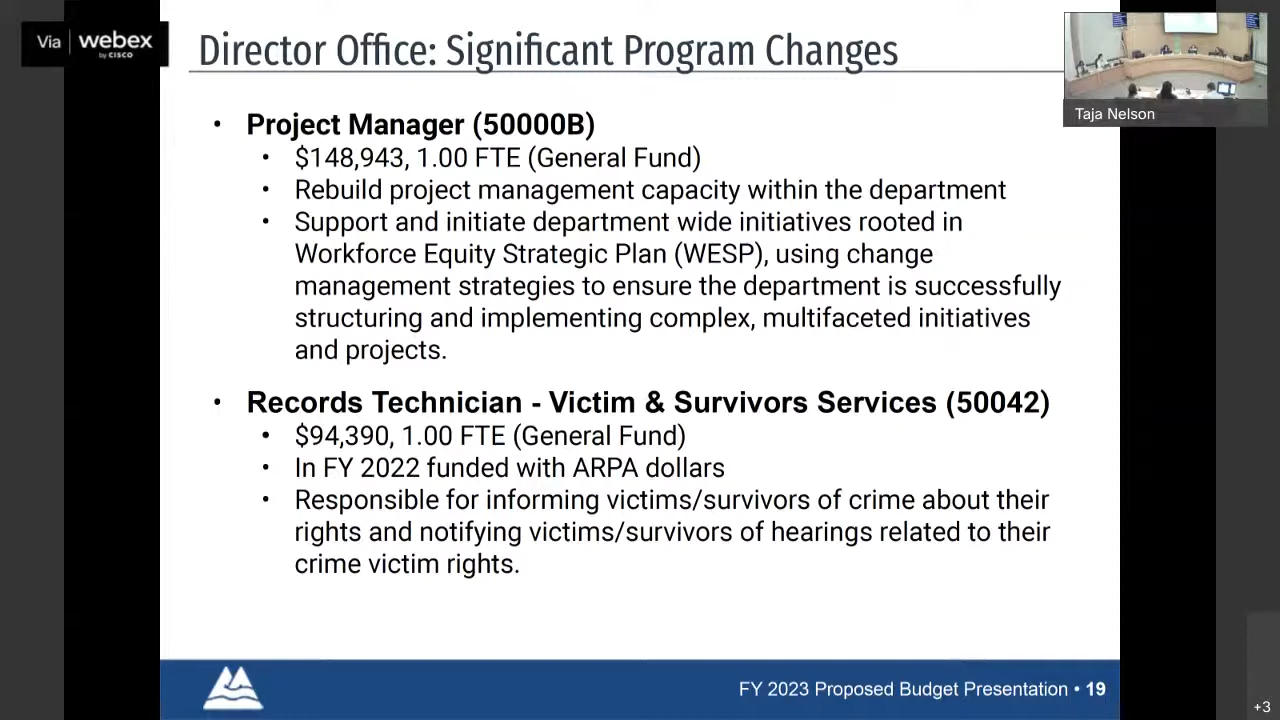 Via webex
by CISCO
Director Office: Significant Program Changes
Taja Nelson
• Project Manager (50000B)
• $148,943, 1.00 FTE (General Fund)
• Rebuild project management capacity within the department
• Support and initiate department wide initiatives rooted in
Workforce Equity Strategic Plan (WESP), using change
management strategies to ensure the department is successfully
structuring and implementing complex, multifaceted initiatives
and projects.
• Records Technician - Victim & Survivors Services (50042)
• $94,390, 1.00 FTE (General Fund)
• In FY 2022 funded with ARPA dollars
• Responsible for informing victims/survivors of crime about their
rights and notifying victims/survivors of hearings related to their
crime victim rights.
FY 2023 Proposed Budget Presentation • 19
+3